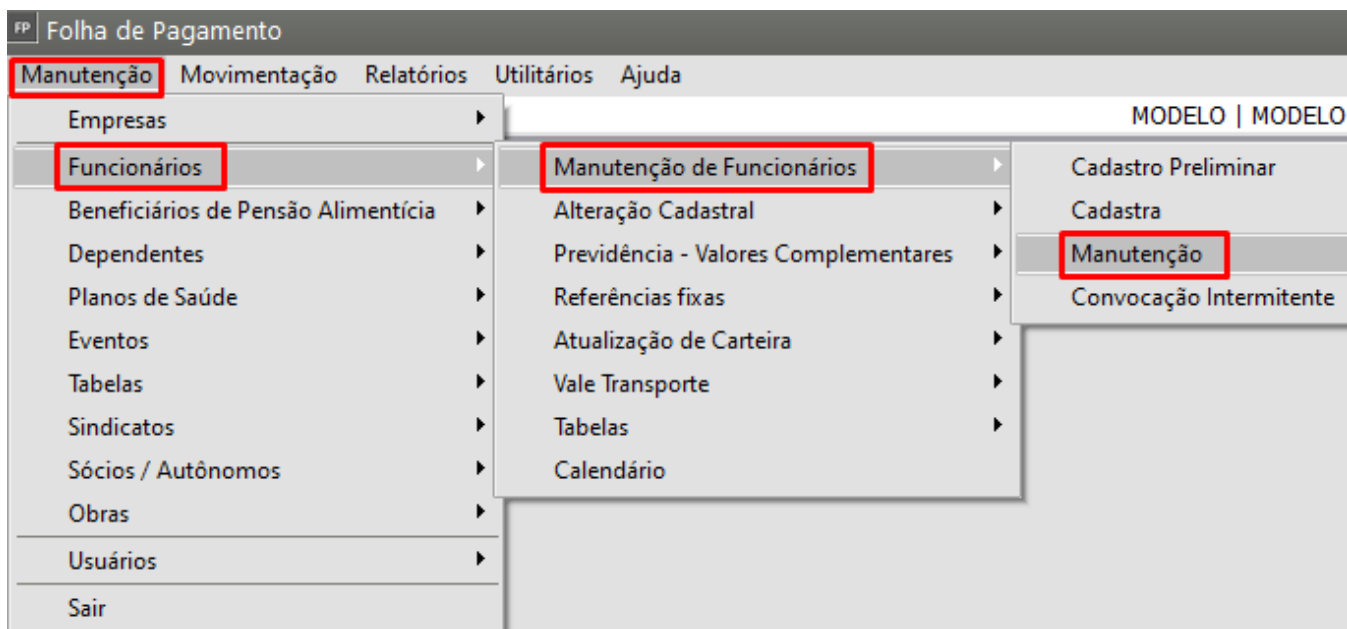 FP Folha de Pagamento
Manutenção Movimentação Relatórios Utilitários Ajuda
MODELO | MODELO
Empresas
Funcionários
Beneficiários de Pensão Alimentícia
Dependentes
Planos de Saúde
Eventos
Tabelas
Sindicatos
Sócios / Autônomos
Obras
Usuários
Sair
Manutenção de Funcionários
Alteração Cadastral
Previdência - Valores Complementares
Referências fixas
Atualização de Carteira
Vale Transporte
Tabelas
Calendário
Cadastro Preliminar
Cadastra
Manutenção
Convocação Intermitente